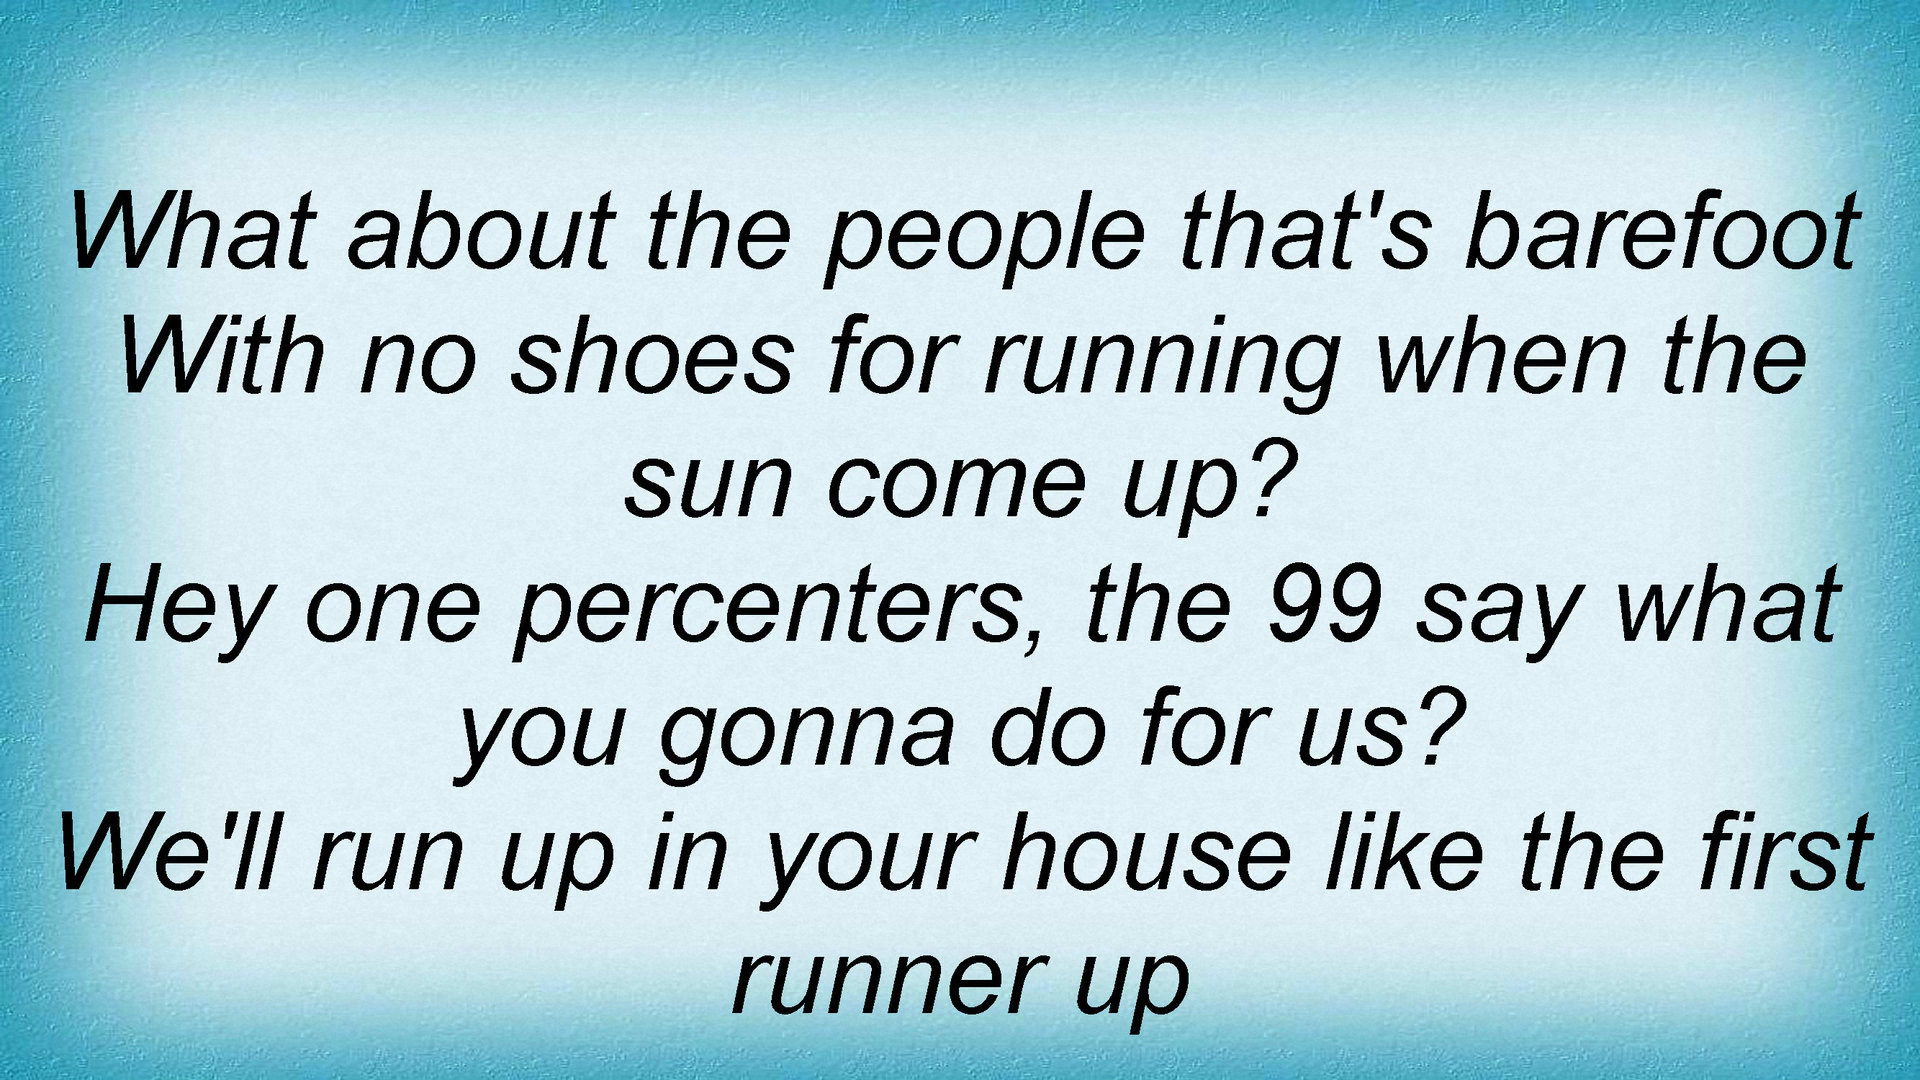 What about the people that's barefoot
With no shoes for running when the
sun come up?
Hey one percenters, the 99 say what
you gonna do for us?
We'll run up in your house like the first
runner up